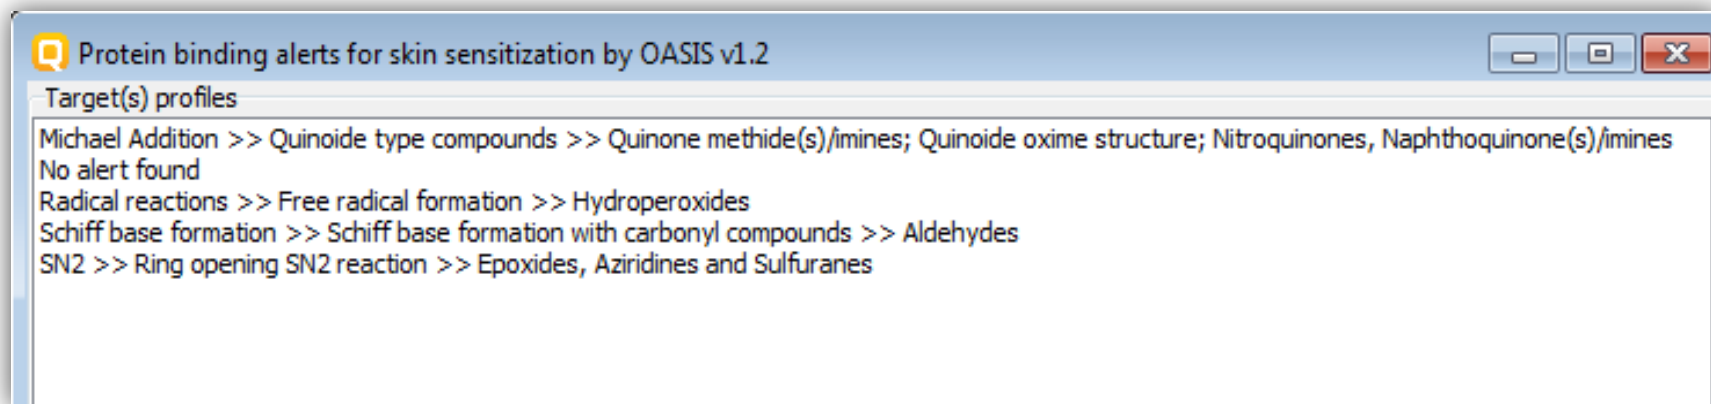 Protein binding alerts for skin sensitization by OASIS v1.2
Target(s) profiles
Michael Addition >> Quinoide type compounds >> Quinone methide(s)/imines; Quinoide oxime structure; Nitroquinones, Naphthoquinone(s)/imines
No alert found
Radical reactions >> Free radical formation >> Hydroperoxides
Schiff base formation >> Schiff base formation with carbonyl compounds >> Aldehydes
SN2 >> Ring opening SN2 reaction >> Epoxides, Aziridines and Sulfuranes